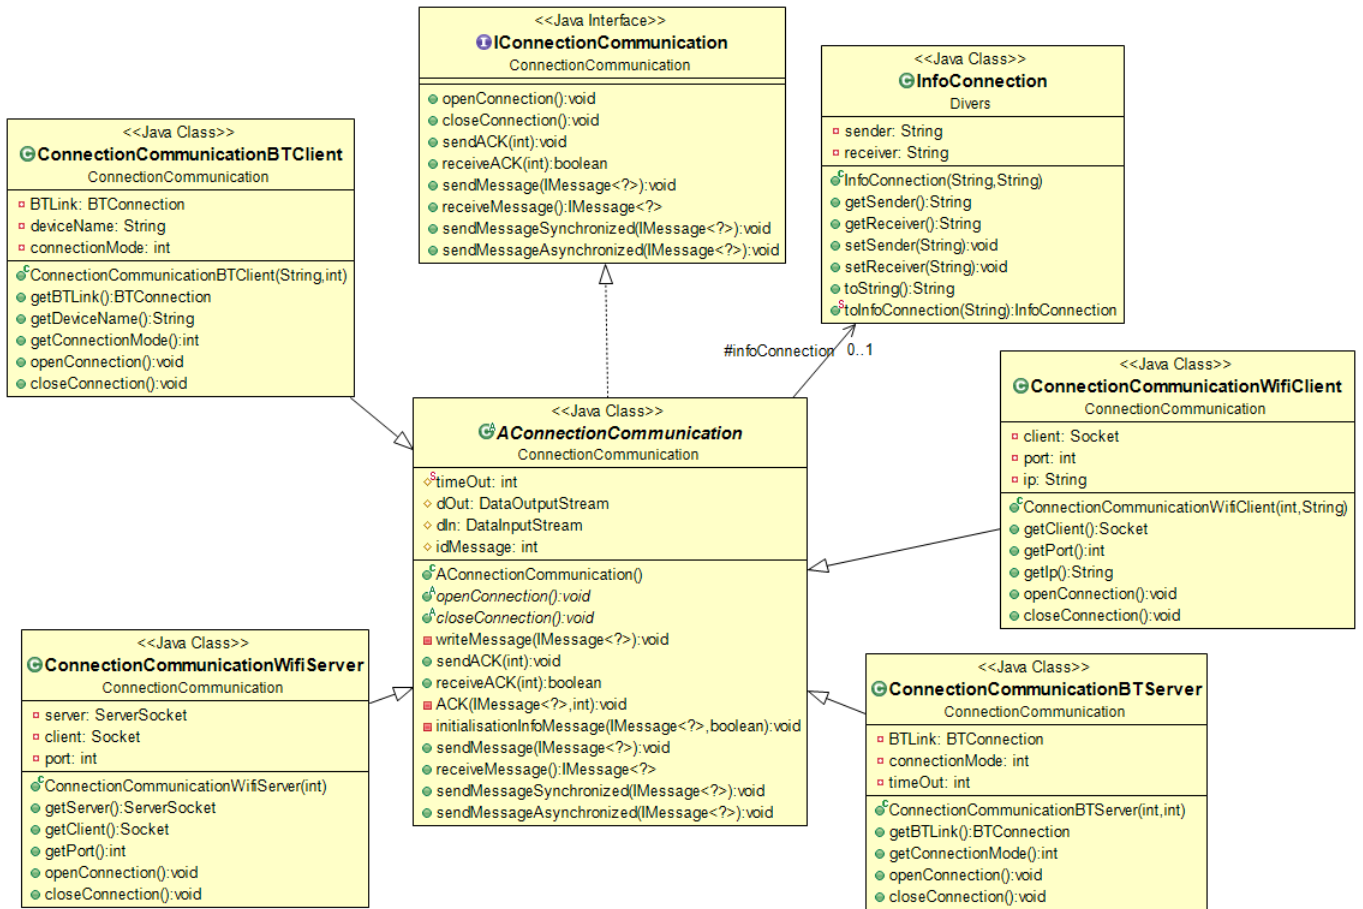 <<Java Interface>>
IConnectionCommunication
ConnectionCommunication
openConnection():void
closeConnection():void
sendACK(int):void
receiveACK(int):boolean
sendMessage(IMessage<?>):void
receiveMessage():IMessage<?>
sendMessageSynchronized(IMessage<?>):void
sendMessageAsynchronized(IMessage<?>):void
<<Java Class>>
InfoConnection
Divers
sender: String
receiver: String
InfoConnection(String,String)
getSender():String
getReceiver():String
setSender(String):void
setReceiver(String):void
toString():String
toInfoConnection(String):InfoConnection
<<Java Class>>
ConnectionCommunicationBTClient
ConnectionCommunication
BTLink: BTConnection
deviceName: String
connectionMode: int
ConnectionCommunicationBTClient(String,int)
getBTLink():BTConnection
getDeviceName():String
getConnectionMode():int
openConnection():void
closeConnection():void
#infoConnection 0..1
<<Java Class>>
ConnectionCommunicationWifiClient
ConnectionCommunication
client: Socket
port: int
ip: String
ConnectionCommunicationWifiClient(int,String)
getClient():Socket
getPort():int
getIp():String
openConnection():void
closeConnection():void
<<Java Class>>
AConnectionCommunication
ConnectionCommunication
timeOut: int
dOut: DataOutputStream
dIn: DataInputStream
idMessage: int
AConnectionCommunication()
openConnection():void
closeConnection():void
writeMessage(IMessage<?>):void
sendACK(int):void
receiveACK(int):boolean
ACK(IMessage<?>,int):void
initialisationInfoMessage(IMessage<?>,boolean):void
sendMessage(IMessage<?>):void
receiveMessage():IMessage<?>
sendMessageSynchronized(IMessage<?>):void
sendMessageAsynchronized(IMessage<?>):void
<<Java Class>>
ConnectionCommunicationWifiServer
ConnectionCommunication
server: ServerSocket
client: Socket
port: int
ConnectionCommunicationWifiServer(int)
getServer():ServerSocket
getClient():Socket
getPort():int
openConnection():void
closeConnection():void
<<Java Class>>
ConnectionCommunicationBTServer
ConnectionCommunication
BTLink: BTConnection
connectionMode: int
timeOut: int
ConnectionCommunicationBTServer(int,int)
getBTLink():BTConnection
getConnectionMode():int
openConnection():void
closeConnection():void